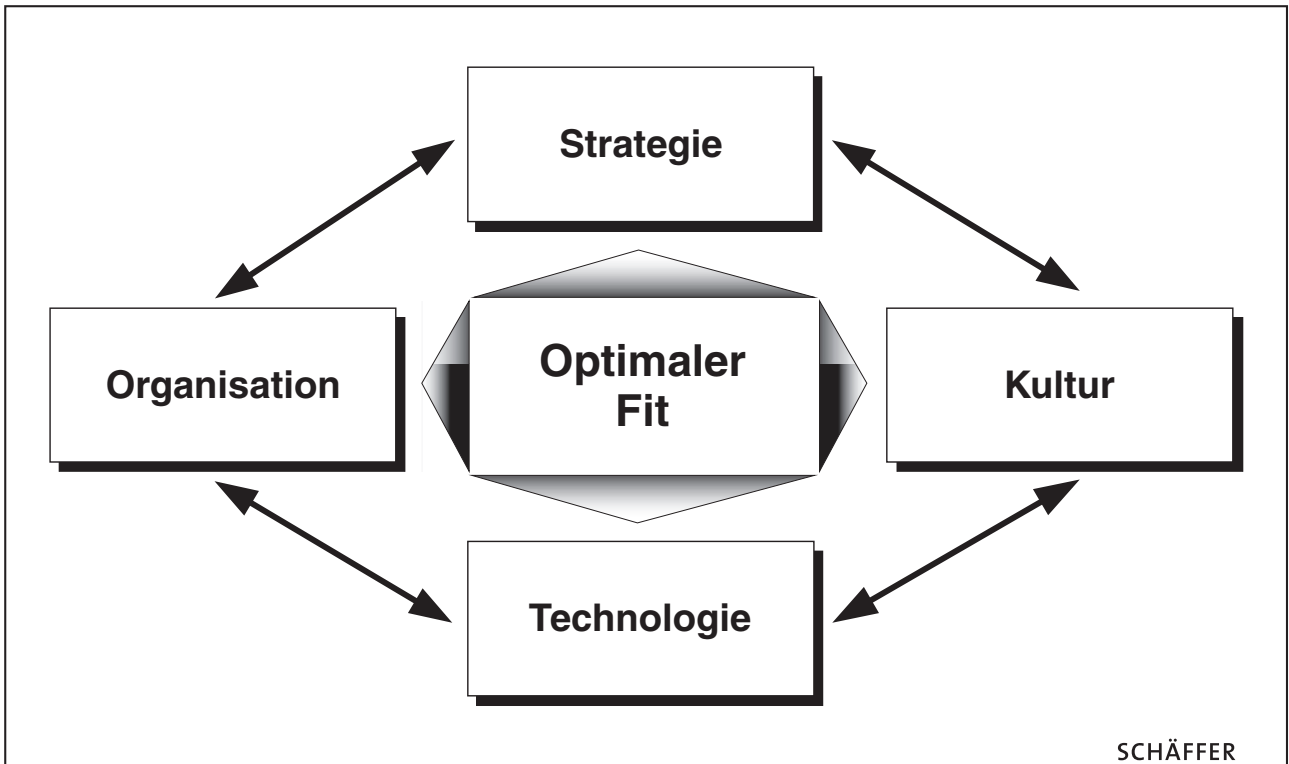 Strategie
Organisation
Optimaler
Fit
Kultur
Technologie
SCHÄFFER